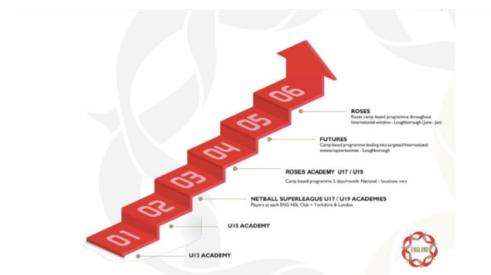 06
05
04
03
02
01
ROSES
Roses camp based programme throughout
International window - Loughborough (June - Jan)
FUTURES
Camp based programme leading into targeted International
events/opportunities - Loughborough
ROSES ACADEMY U17 / U19
Camp based programme 2 days/month National - locations vary
NETBALL SUPERLEAGUE U17 / U19 ACADEMIES
Players at each ENG NSL Club + Yorkshire & London
U15 ACADEMY
U13 ACADEMY
ENGLAND